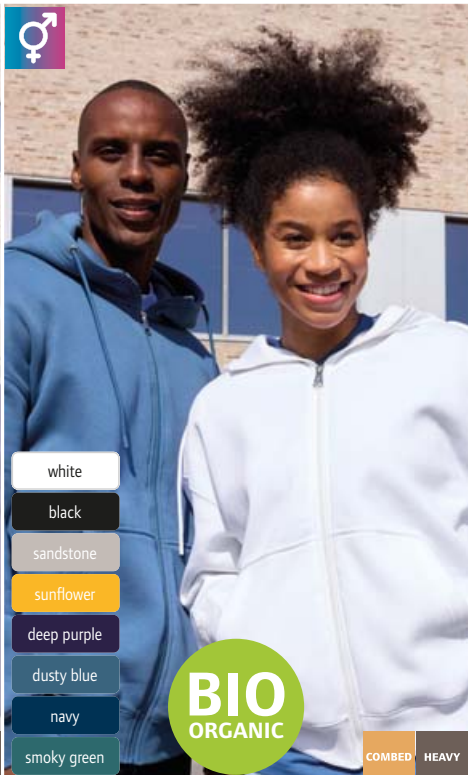 white
black
sandstone
sunflower
deep purple
dusty blue
navy
smoky green
BIO
ORGANIC
COMBED
HEAVY